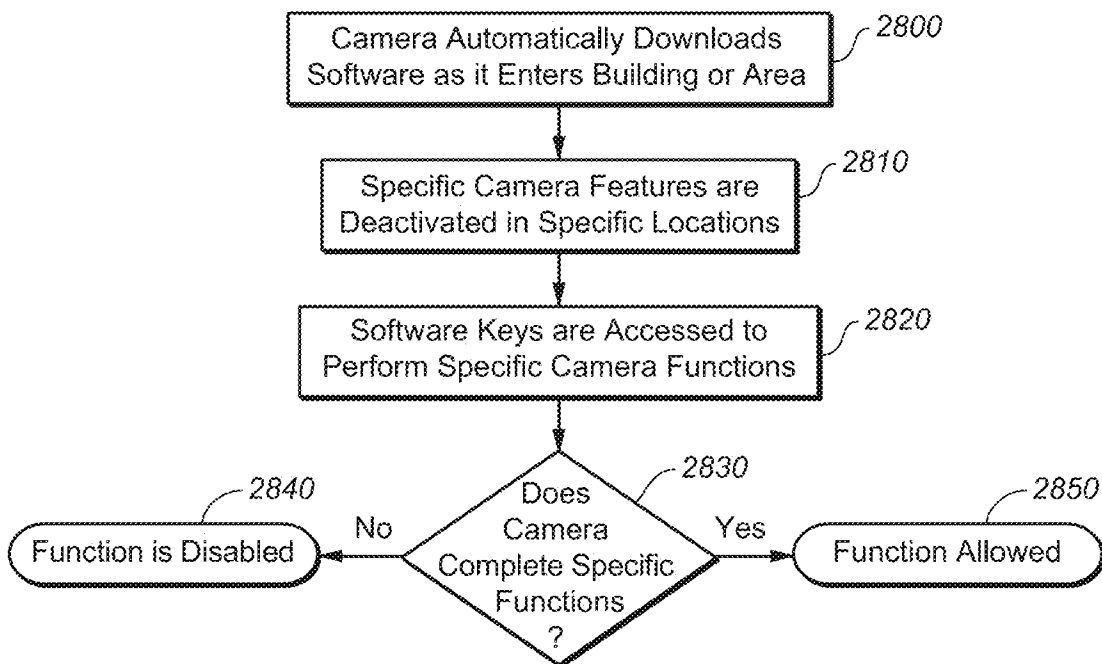 Camera Automatically Downloads
Software as it Enters Building or Area
2800
Specific Camera Features are
Deactivated in Specific Locations
2810
Software Keys are Accessed to
Perform Specific Camera Functions
2820
Does
Camera
Complete Specific
Functions
?
2830
No
Yes
Function is Disabled
2840
Function Allowed
2850